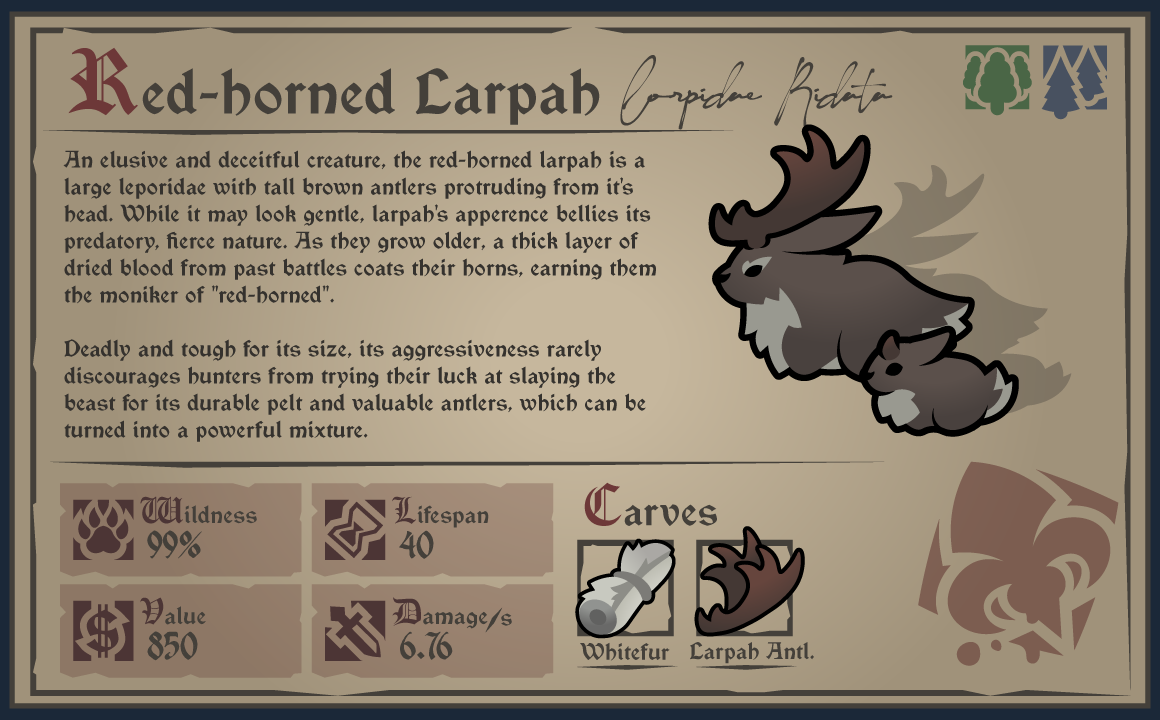 Red-horned Larpah Lorpidae Ridata
An elusive and deceitful creature, the red-horned larpah is a
large leporidae with tall brown antlers protruding from it's
head. While it may look gentle, larpah's apperence bellies its
predatory, fierce nature. As they grow older, a thick layer of
dried blood from past battles coats their horns, earning them
the moniker of "red-horned".
Deadly and tough for its size, its aggressiveness rarely
discourages hunters from trying their luck at slaying the
beast for its durable pelt and valuable antlers, which can be
turned into a powerful mixture.
Wildness
99%
Lifespan
40
Value
850
Damage/s
6.76
Carves
Whitefur
Larpah Antl.